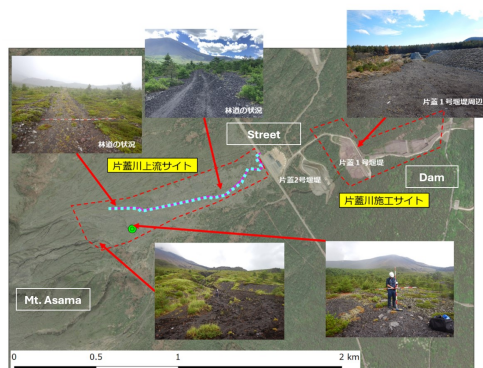 林道の状況
林道の状況
片蓋1号堰堤周辺
Street
片蓋川上流サイト
片蓋1号堰堤
片蓋2号堰堤
Dam
片蓋川施工サイト
Mt. Asama
0 0.5 1 2 km